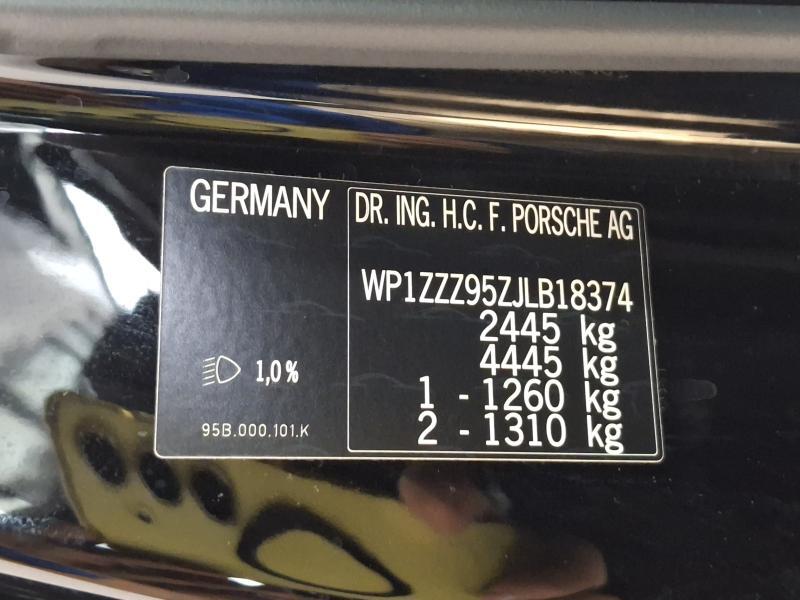 GERMANY
DR. ING. H.C. F. PORSCHE AG
WP1ZZZ95ZJLB18374
2445 kg
4445 kg
1 - 1260 kg
2 - 1310 kg
1,0%
95B.000.101.K